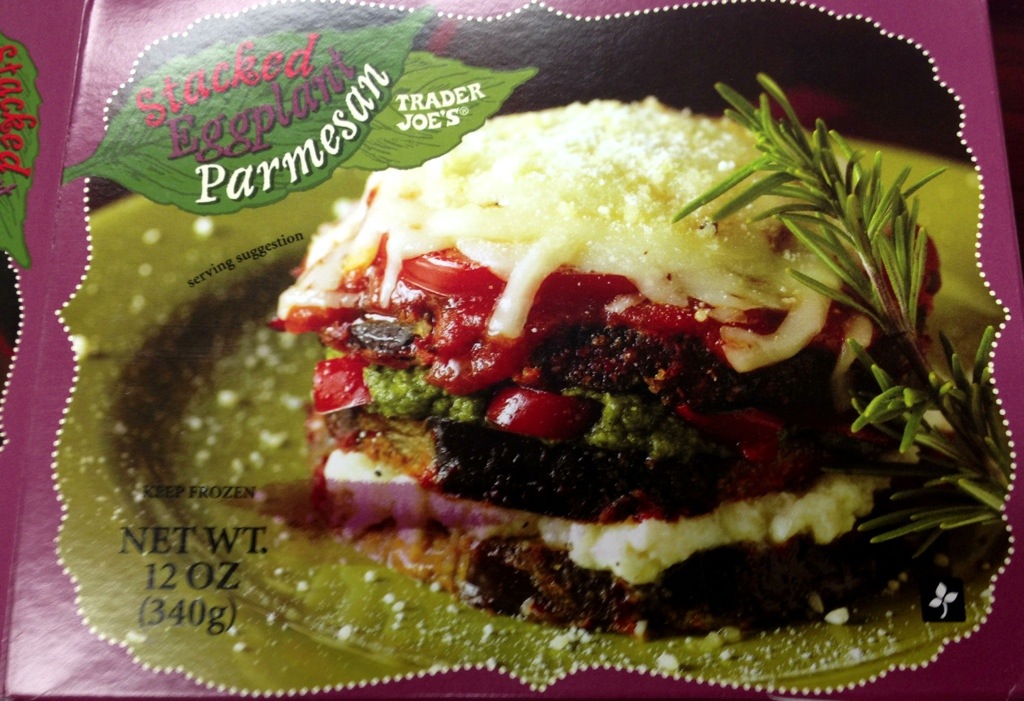 Stacked
Eggplant
Parmesan
TRADER
JOE'S®
serving suggestion
KEEP FROZEN
NET WT.
12 OZ
(340g)
Stacked